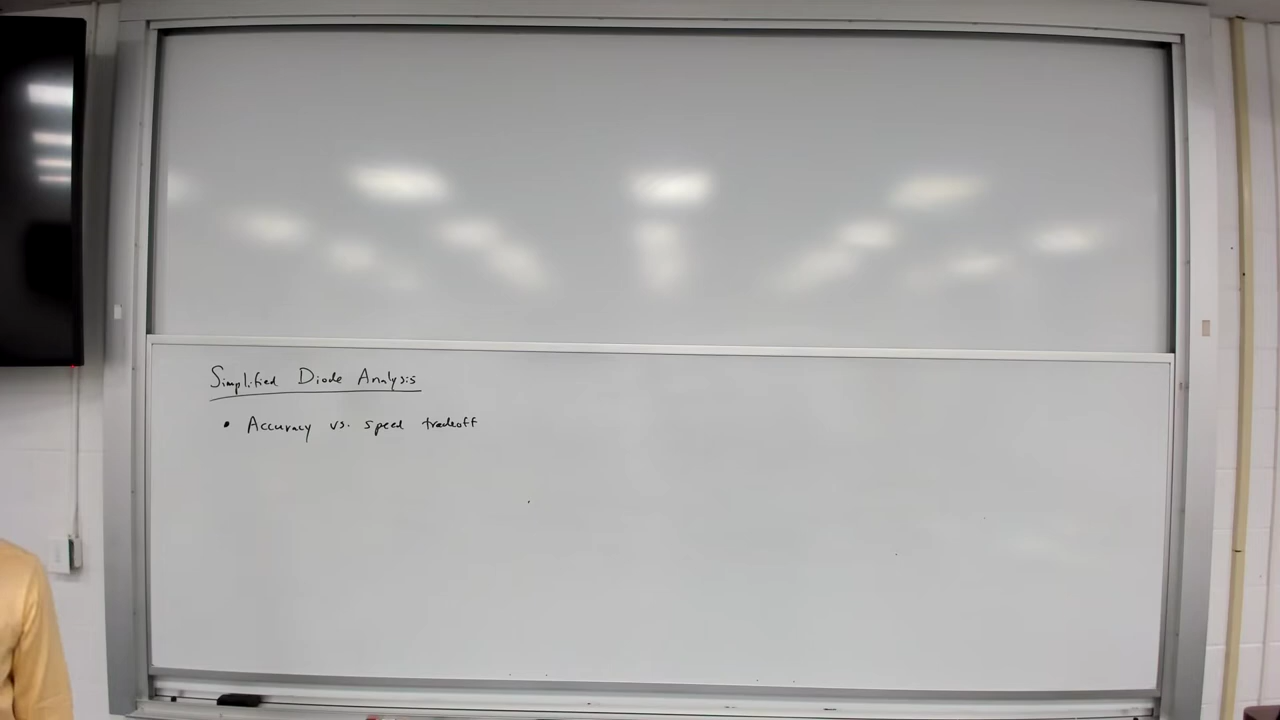 Simplified Diode Analysis
• Accuracy vs. speed tradeoff